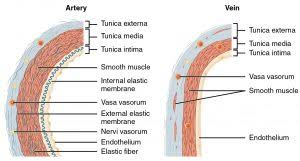 Artery
Tunica externa
Tunica media
Tunica intima
Smooth muscle
Internal elastic
membrane
Vasa vasorum
External elastic
membrane
Nervi vasorum
Endothelium
Elastic fiber
Vein
Tunica externa
Tunica media
Tunica intima
Vasa vasorum
Smooth muscle
Endothelium